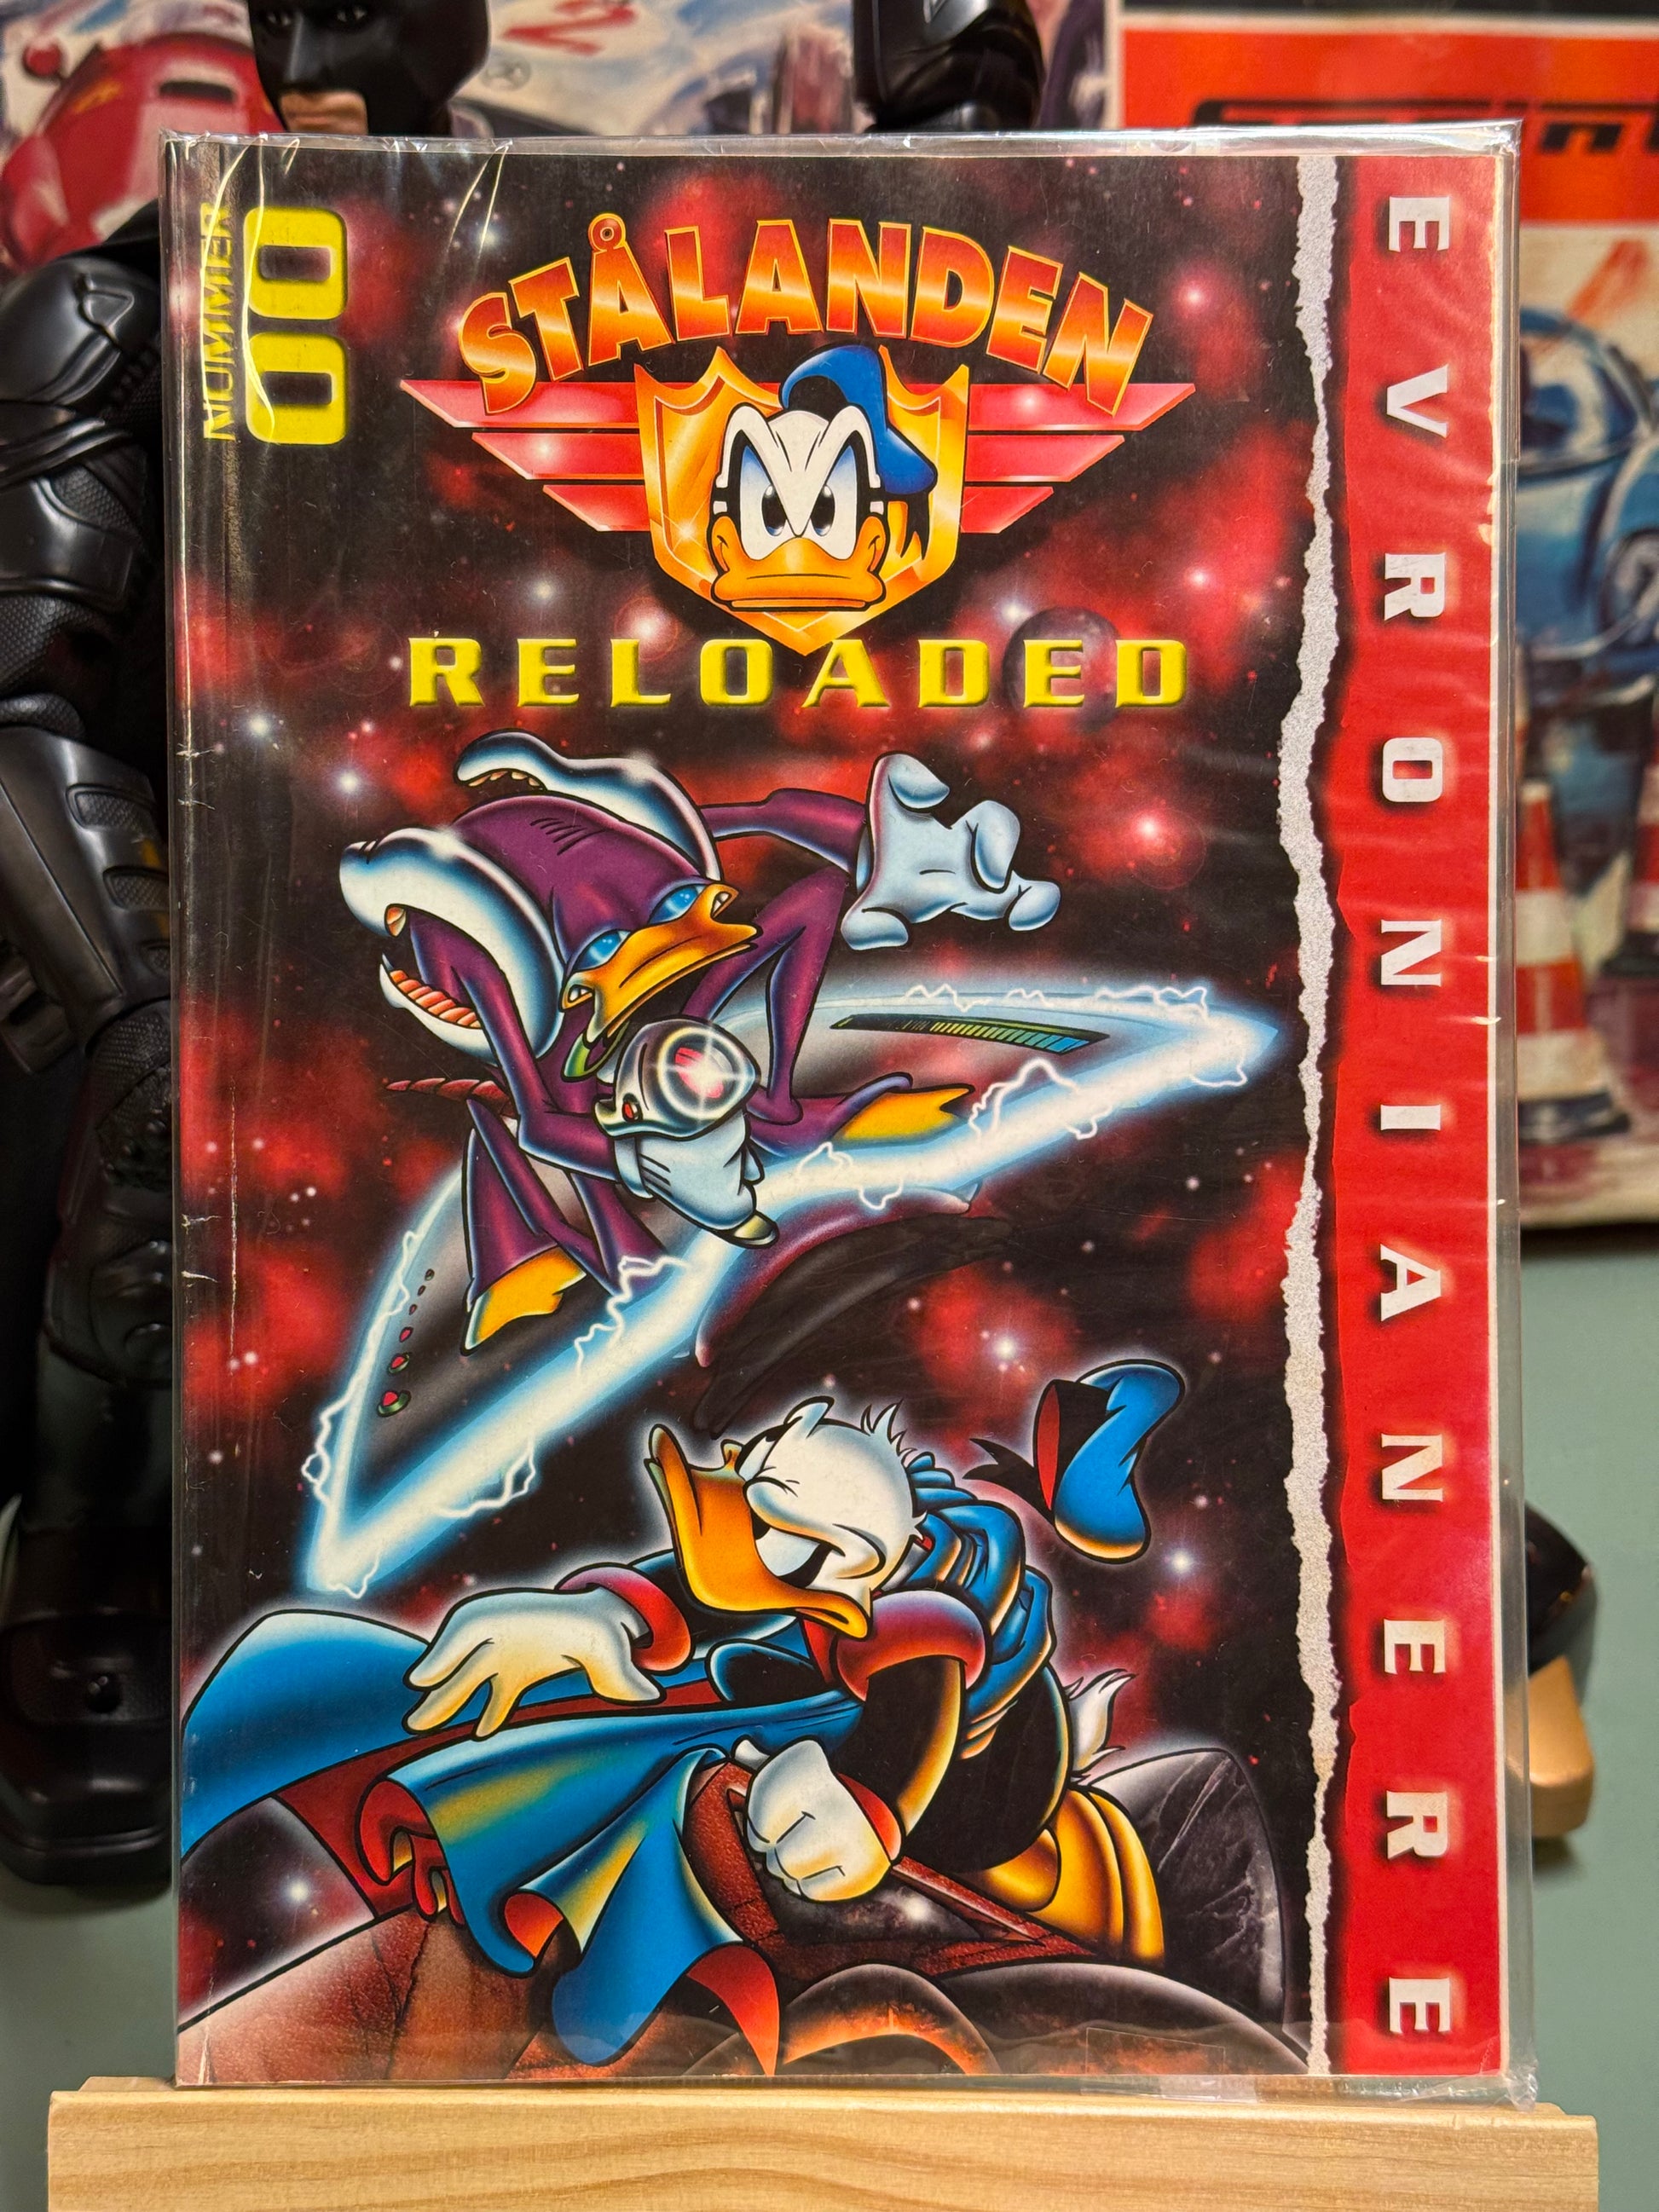 NUMMER
00
STÅLANDEN
RELOADED
EVRONIANERE